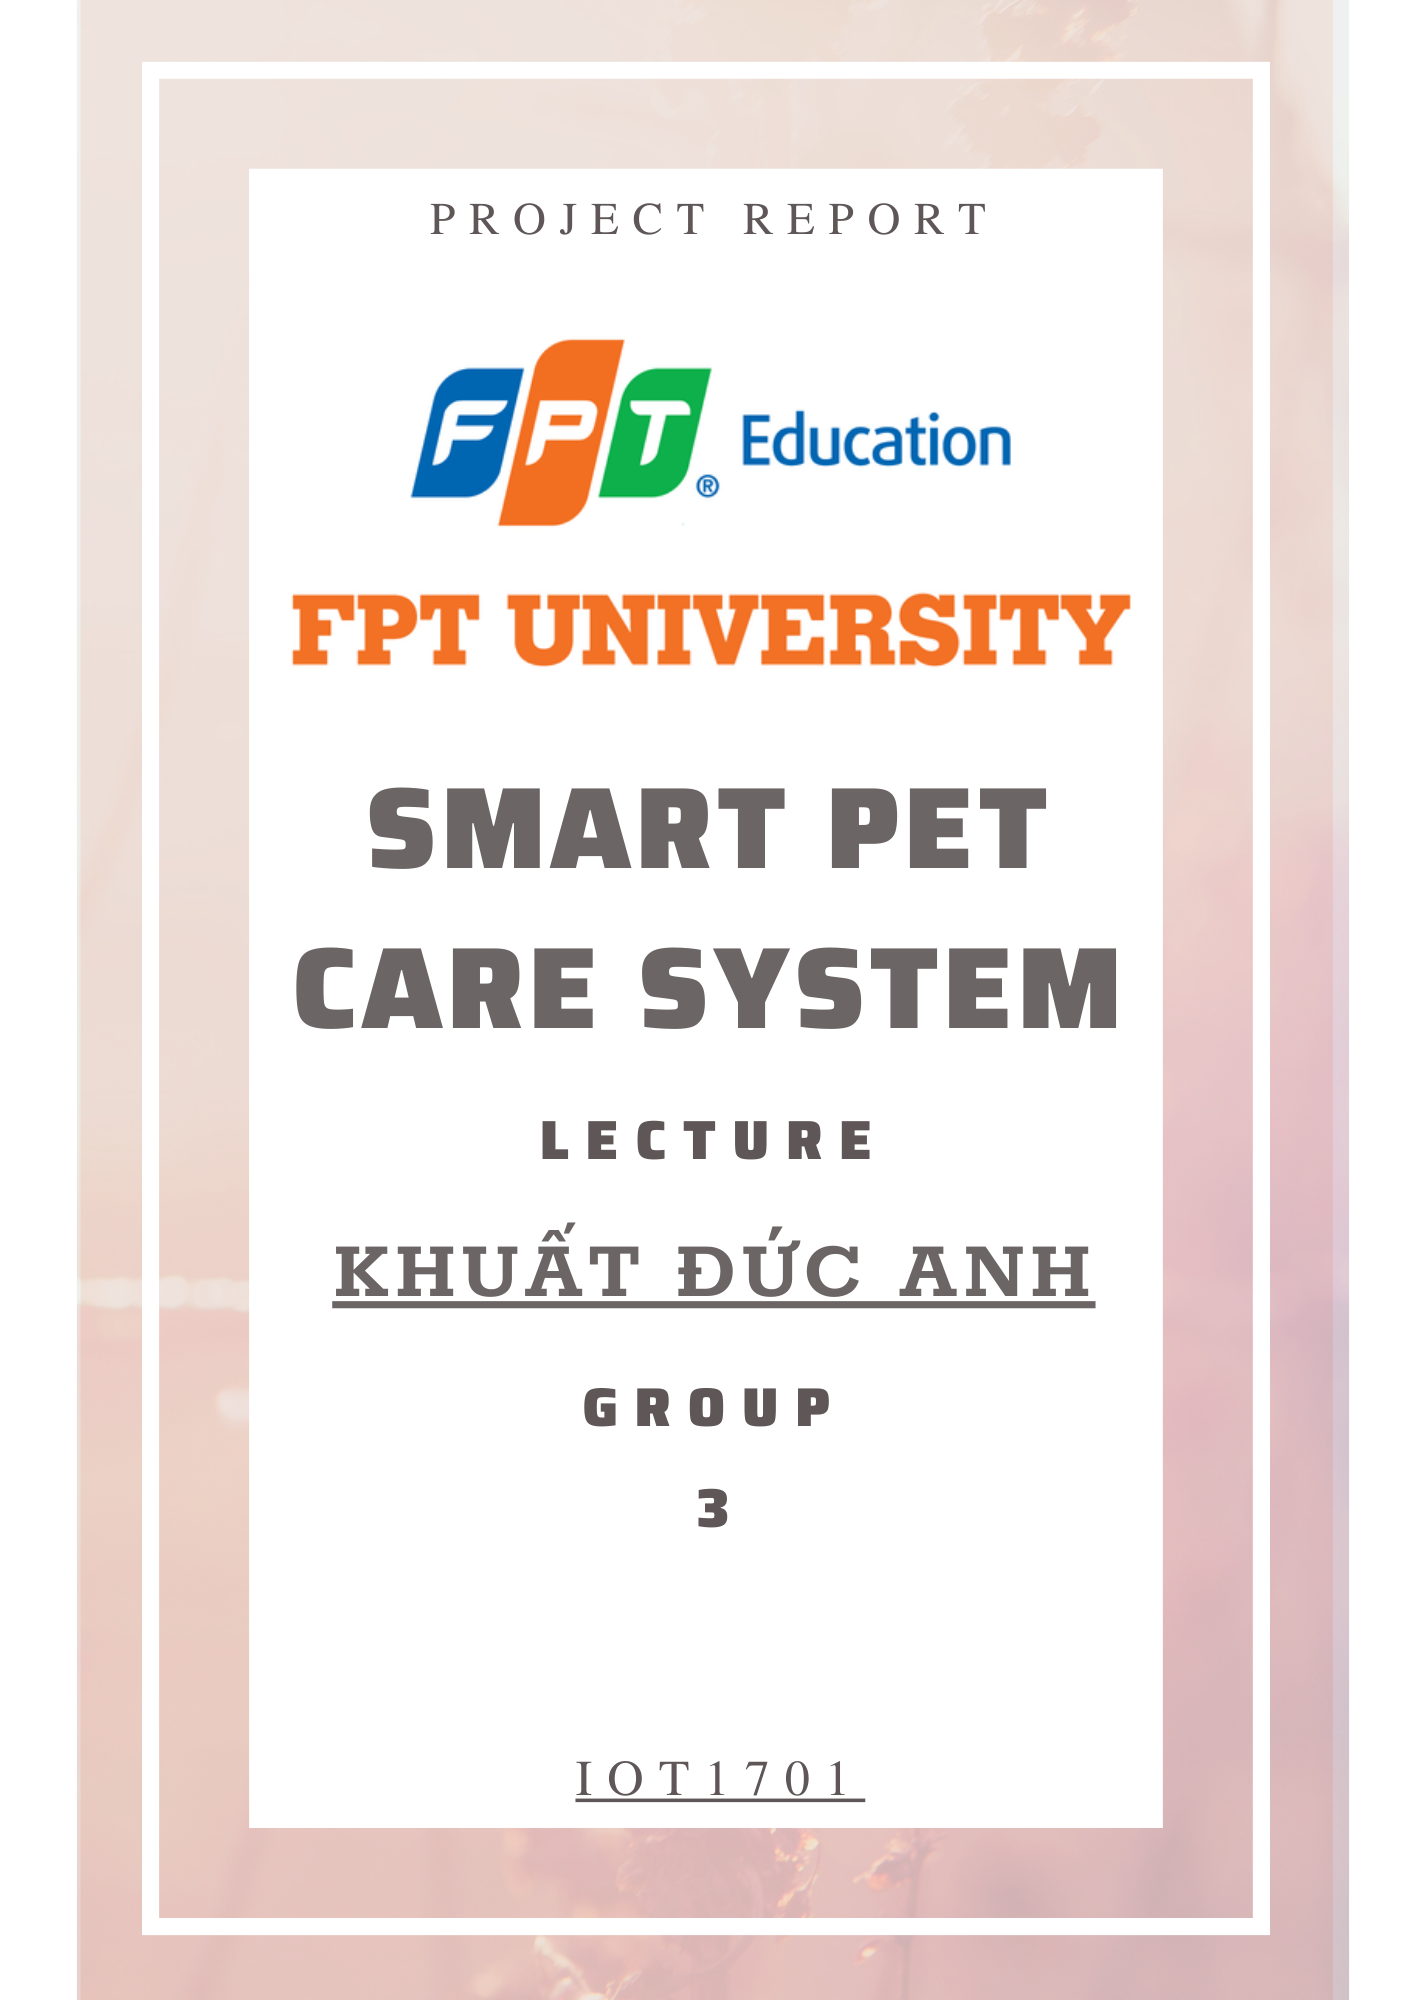 PROJECT REPORT
FPT® Education
FPT UNIVERSITY
SMART PET
CARE SYSTEM
LECTURE
KHUẤT ĐỨC ANH
GROUP
3
IOT1701